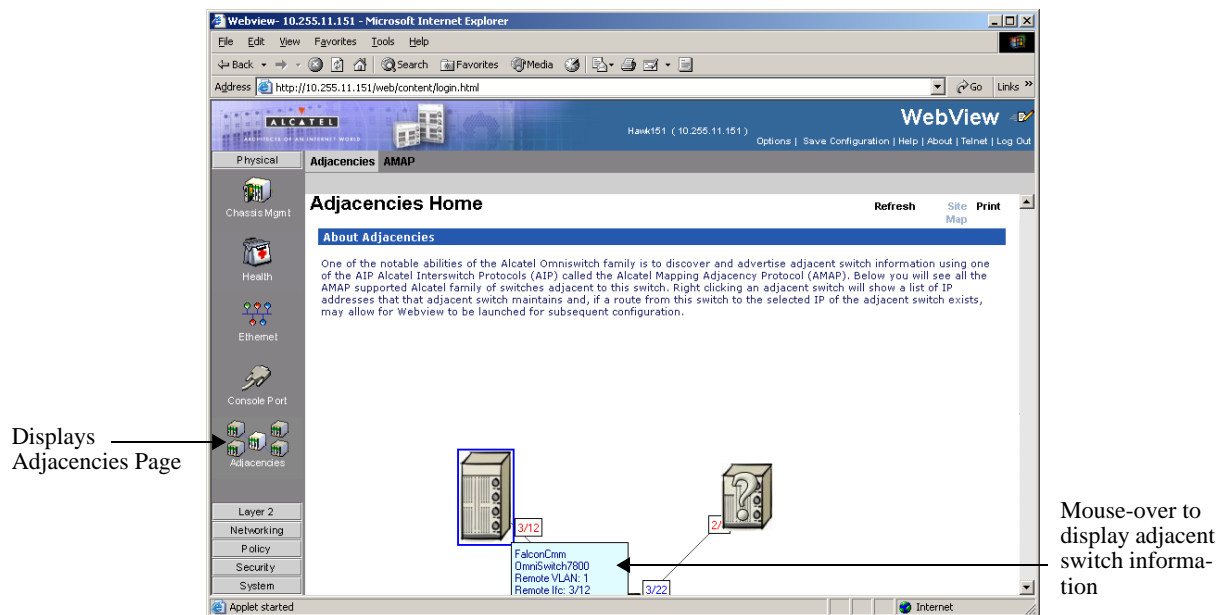 Webview- 10.255.11.151 - Microsoft Internet Explorer
File Edit View Favorites Tools Help
Back Search Favorites Media
Address http://10.255.11.151/web/content/login.html Go Links »
ALCATEL
ARCHITECTS OF AN INTERNET WORLD
WebView
Hawk151 ( 10.255.11.151 )
Options | Save Configuration | Help | About | Telnet | Log Out
Physical
Adjacencies AMAP
Chassis Mgmt
Health
Ethernet
Console Port
Adjacencies
Layer 2
Networking
Policy
Security
System
Adjacencies Home
Refresh Site Map Print
About Adjacencies
One of the notable abilities of the Alcatel Omniswitch family is to discover and advertise adjacent switch information using one
of the AIP Alcatel Interswitch Protocols (AIP) called the Alcatel Mapping Adjacency Protocol (AMAP). Below you will see all the
AMAP supported Alcatel family of switches adjacent to this switch. Right clicking an adjacent switch will show a list of IP
addresses that that adjacent switch maintains and, if a route from this switch to the selected IP of the adjacent switch exists,
may allow for Webview to be launched for subsequent configuration.
3/12
2/
FalconCmm
OmniSwitch7800
Remote VLAN: 1
Remote Ifc: 3/12
3/22
Applet started
Internet
Displays
Adjacencies Page
Mouse-over to
display adjacent
switch informa-
tion